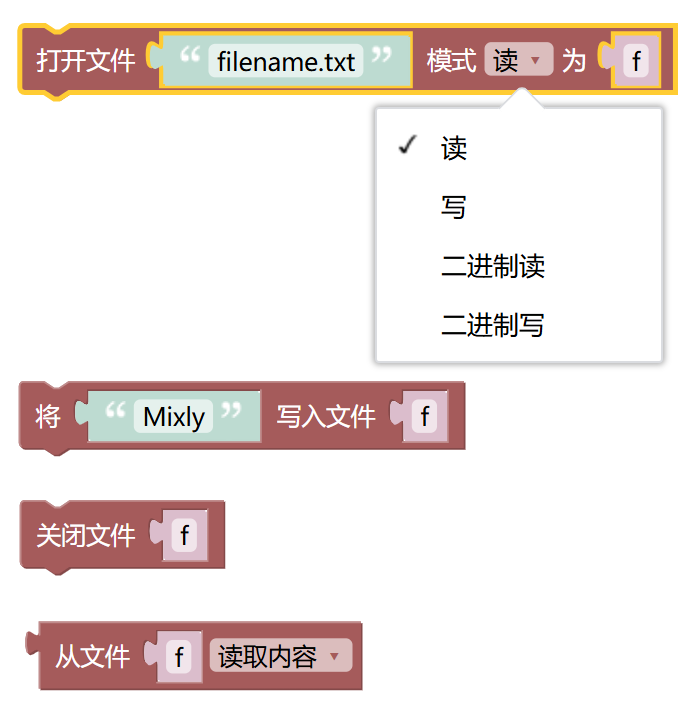 打开文件 “ filename.txt ” 模式 读 为 f
✓ 读
写
二进制读
二进制写
将 “ Mixly ” 写入文件 f
关闭文件 f
从文件 f 读取内容